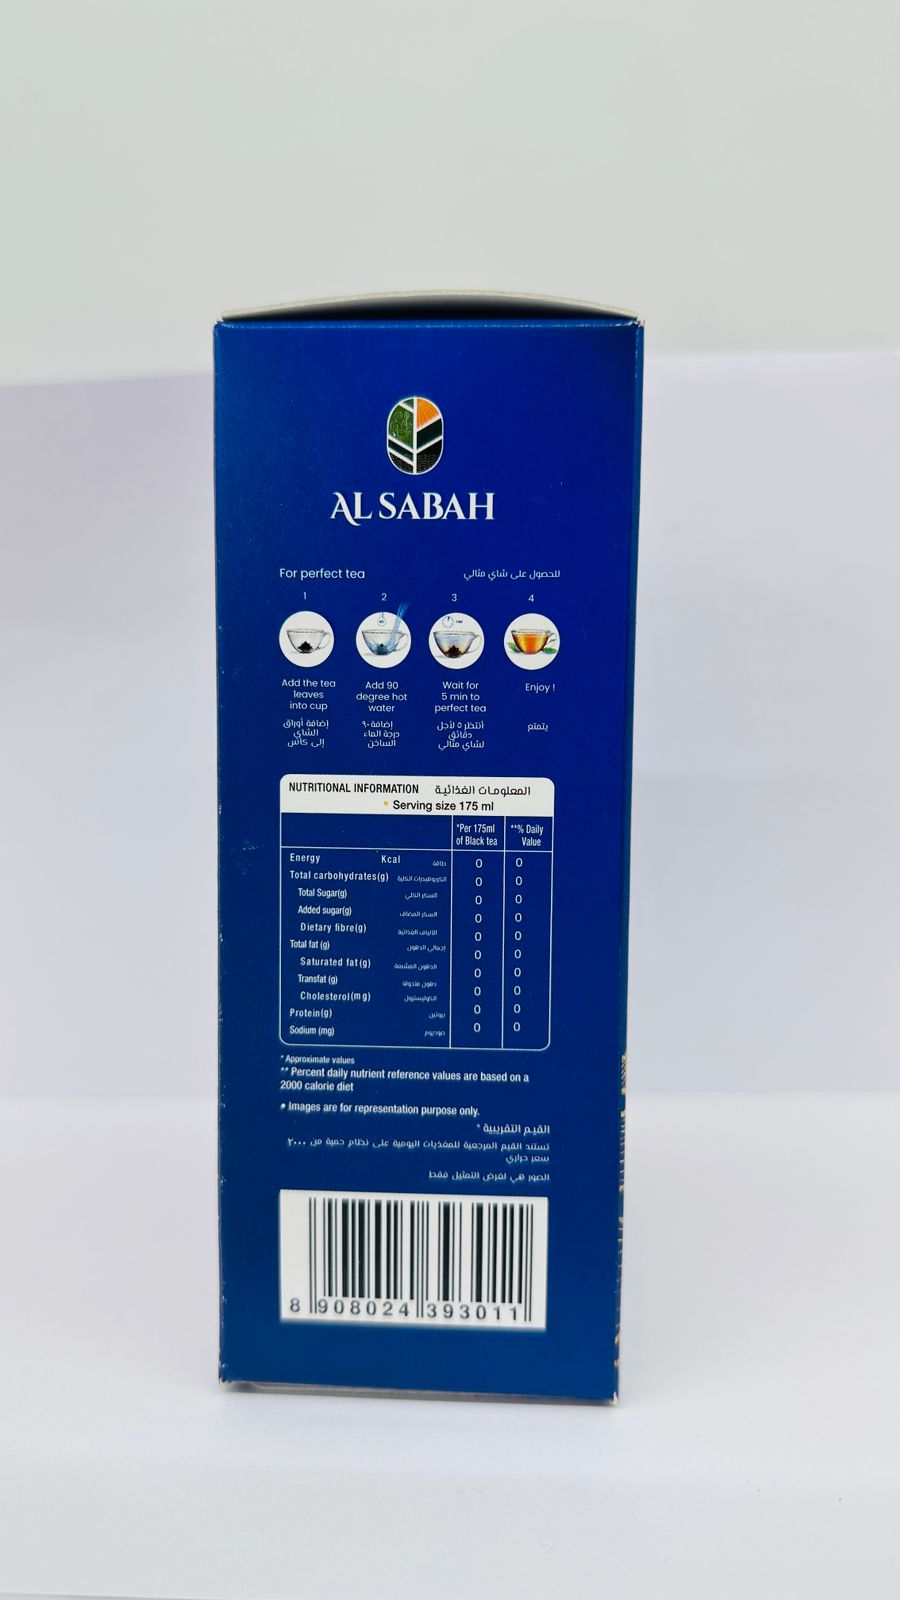 AL SABAH
For perfect tea
للحصول على شاي مثالي
1 2 3 4
Add the tea
leaves
into cup
Add 90
degree hot
water
Wait for
5 min to
perfect tea
Enjoy !
إضافة أوراق
الشاي
إلى كأس
إضافة ٩٠
درجة الماء
الساخن
أنتظر ٥ لأجل
دقائق
لشاي مثالي
يتمتع
NUTRITIONAL INFORMATION المعلومات الغذائية
* Serving size 175 ml
*Per 175ml
of Black tea
**% Daily
Value
Energy Kcal طاقة 0 0
Total carbohydrates(g) الكربوهيدرات الكلية 0 0
Total Sugar(g) السكر الكلي 0 0
Added sugar(g) السكر المضاف 0 0
Dietary fibre(g) الألياف الغذائية 0 0
Total fat (g) إجمالي الدهون 0 0
Saturated fat(g) الدهون المشبعة 0 0
Transfat (g) دهون متحولة 0 0
Cholesterol(mg) الكوليسترول 0 0
Protein(g) بروتين 0 0
Sodium (mg) صوديوم
* Approximate values
** Percent daily nutrient reference values are based on a
2000 calorie diet
• Images are for representation purpose only.
القيم التقريبية *
تستند القيم المرجعية للمغذيات اليومية على نظام حمية من ٢٠٠٠
سعر حراري
الصور هي لغرض التمثيل فقط
8 908024 393011